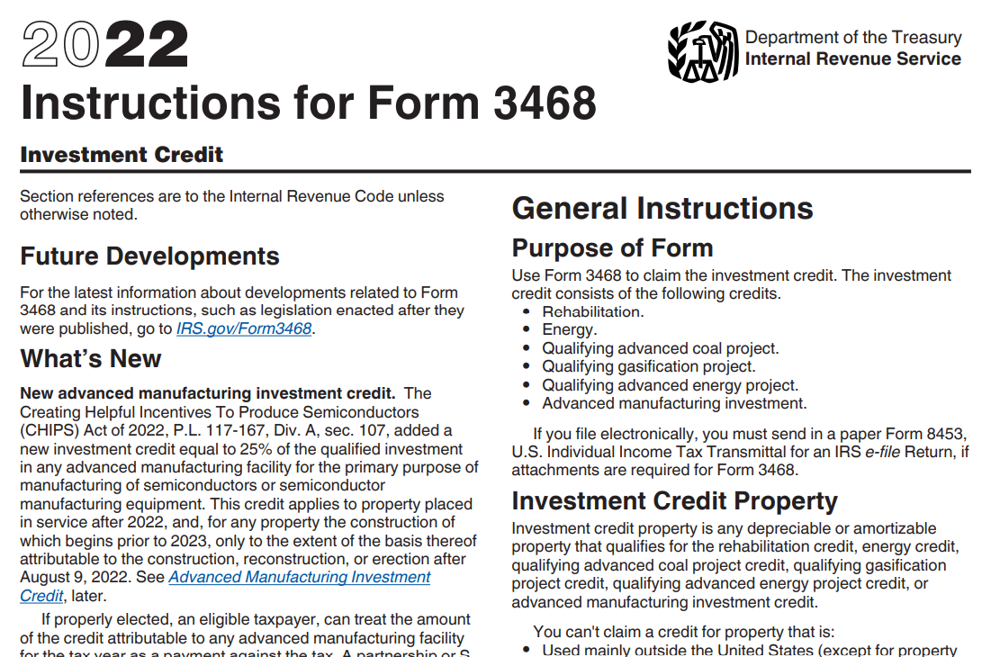 2022
Instructions for Form 3468
Department of the Treasury
Internal Revenue Service
Investment Credit
Section references are to the Internal Revenue Code unless
otherwise noted.
Future Developments
For the latest information about developments related to Form
3468 and its instructions, such as legislation enacted after they
were published, go to IRS.gov/Form3468.
What's New
New advanced manufacturing investment credit. The
Creating Helpful Incentives To Produce Semiconductors
(CHIPS) Act of 2022, P.L. 117-167, Div. A, sec. 107, added a
new investment credit equal to 25% of the qualified investment
in any advanced manufacturing facility for the primary purpose of
manufacturing of semiconductors or semiconductor
manufacturing equipment. This credit applies to property placed
in service after 2022, and, for any property the construction of
which begins prior to 2023, only to the extent of the basis thereof
attributable to the construction, reconstruction, or erection after
August 9, 2022. See Advanced Manufacturing Investment
Credit, later.
If properly elected, an eligible taxpayer, can treat the amount
of the credit attributable to any advanced manufacturing facility
for the tax year as a payment against the tax. A partnership or S
General Instructions
Purpose of Form
Use Form 3468 to claim the investment credit. The investment
credit consists of the following credits.
• Rehabilitation.
• Energy.
• Qualifying advanced coal project.
• Qualifying gasification project.
• Qualifying advanced energy project.
• Advanced manufacturing investment.
If you file electronically, you must send in a paper Form 8453,
U.S. Individual Income Tax Transmittal for an IRS e-file Return, if
attachments are required for Form 3468.
Investment Credit Property
Investment credit property is any depreciable or amortizable
property that qualifies for the rehabilitation credit, energy credit,
qualifying advanced coal project credit, qualifying gasification
project credit, qualifying advanced energy project credit, or
advanced manufacturing investment credit.
You can't claim a credit for property that is:
• Used mainly outside the United States (except for property